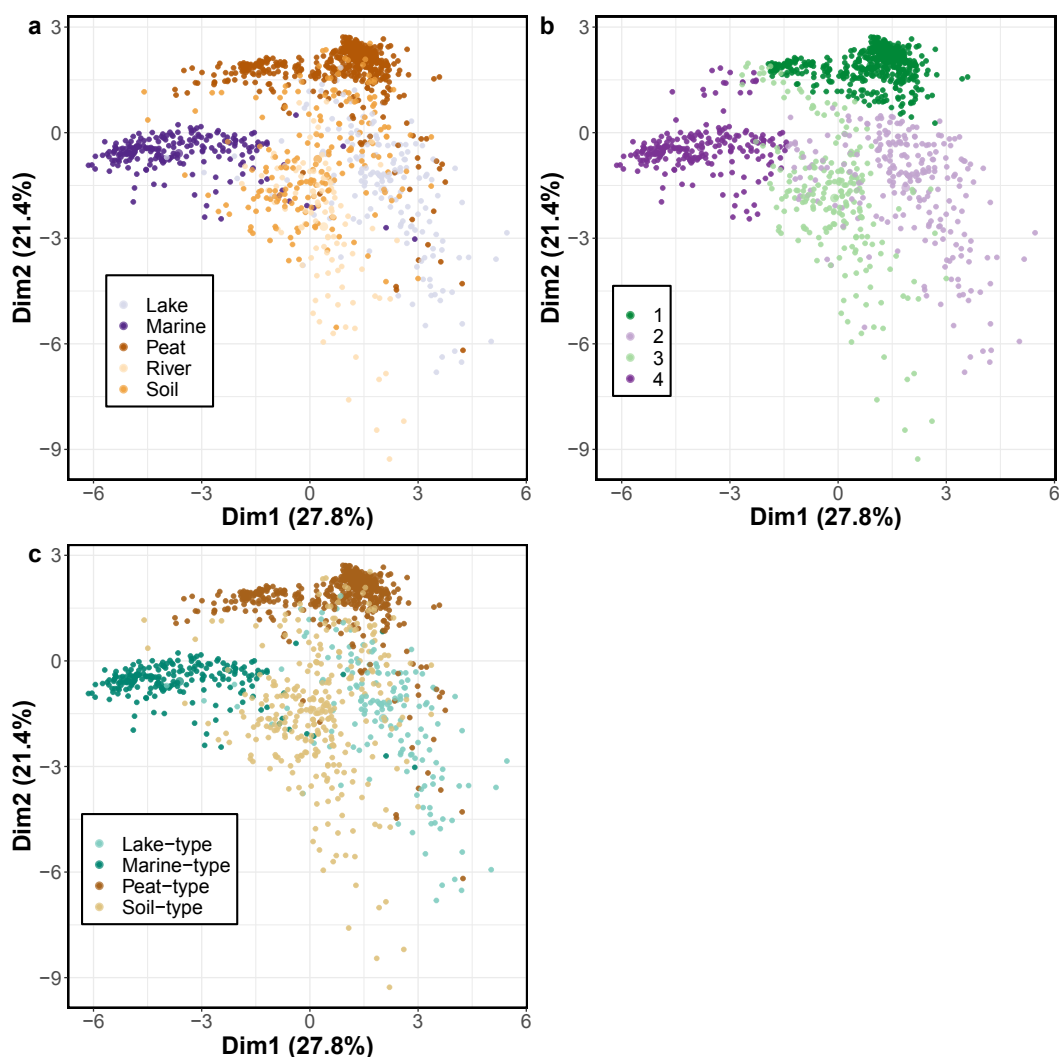 a
3
0
−3
−6
−9
Dim2 (21.4%)
Lake
Marine
Peat
River
Soil
−6 −3 0 3 6
Dim1 (27.8%)
b
3
0
−3
−6
−9
Dim2 (21.4%)
1
2
3
4
−6 −3 0 3 6
Dim1 (27.8%)
c
3
0
−3
−6
−9
Dim2 (21.4%)
Lake−type
Marine−type
Peat−type
Soil−type
−6 −3 0 3 6
Dim1 (27.8%)